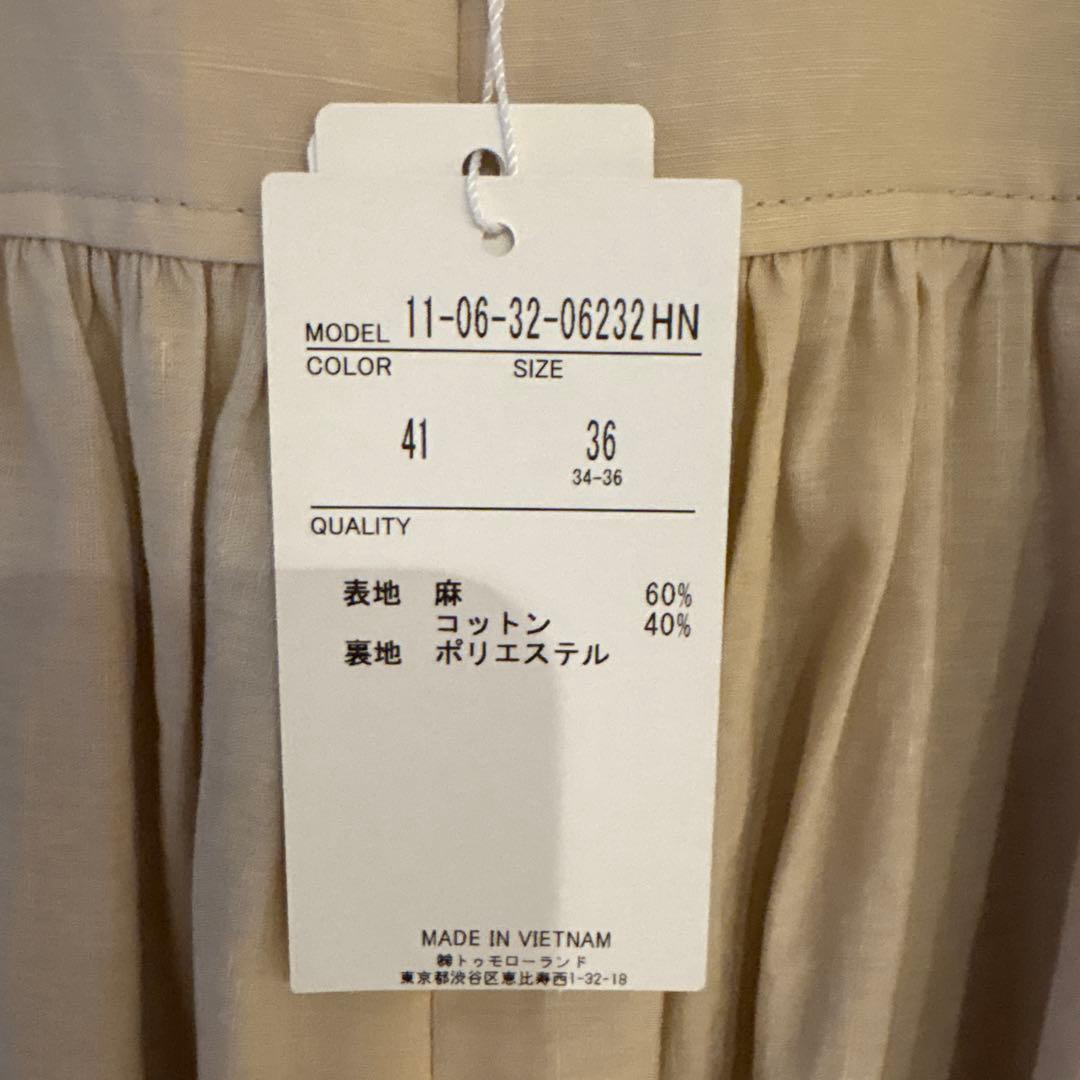 MODEL 11-06-32-06232HN
COLOR SIZE
41 36
34-36
QUALITY
表地 麻 60%
コットン 40%
裏地 ポリエステル
MADE IN VIETNAM
㈱トゥモローランド
東京都渋谷区恵比寿西1-32-18